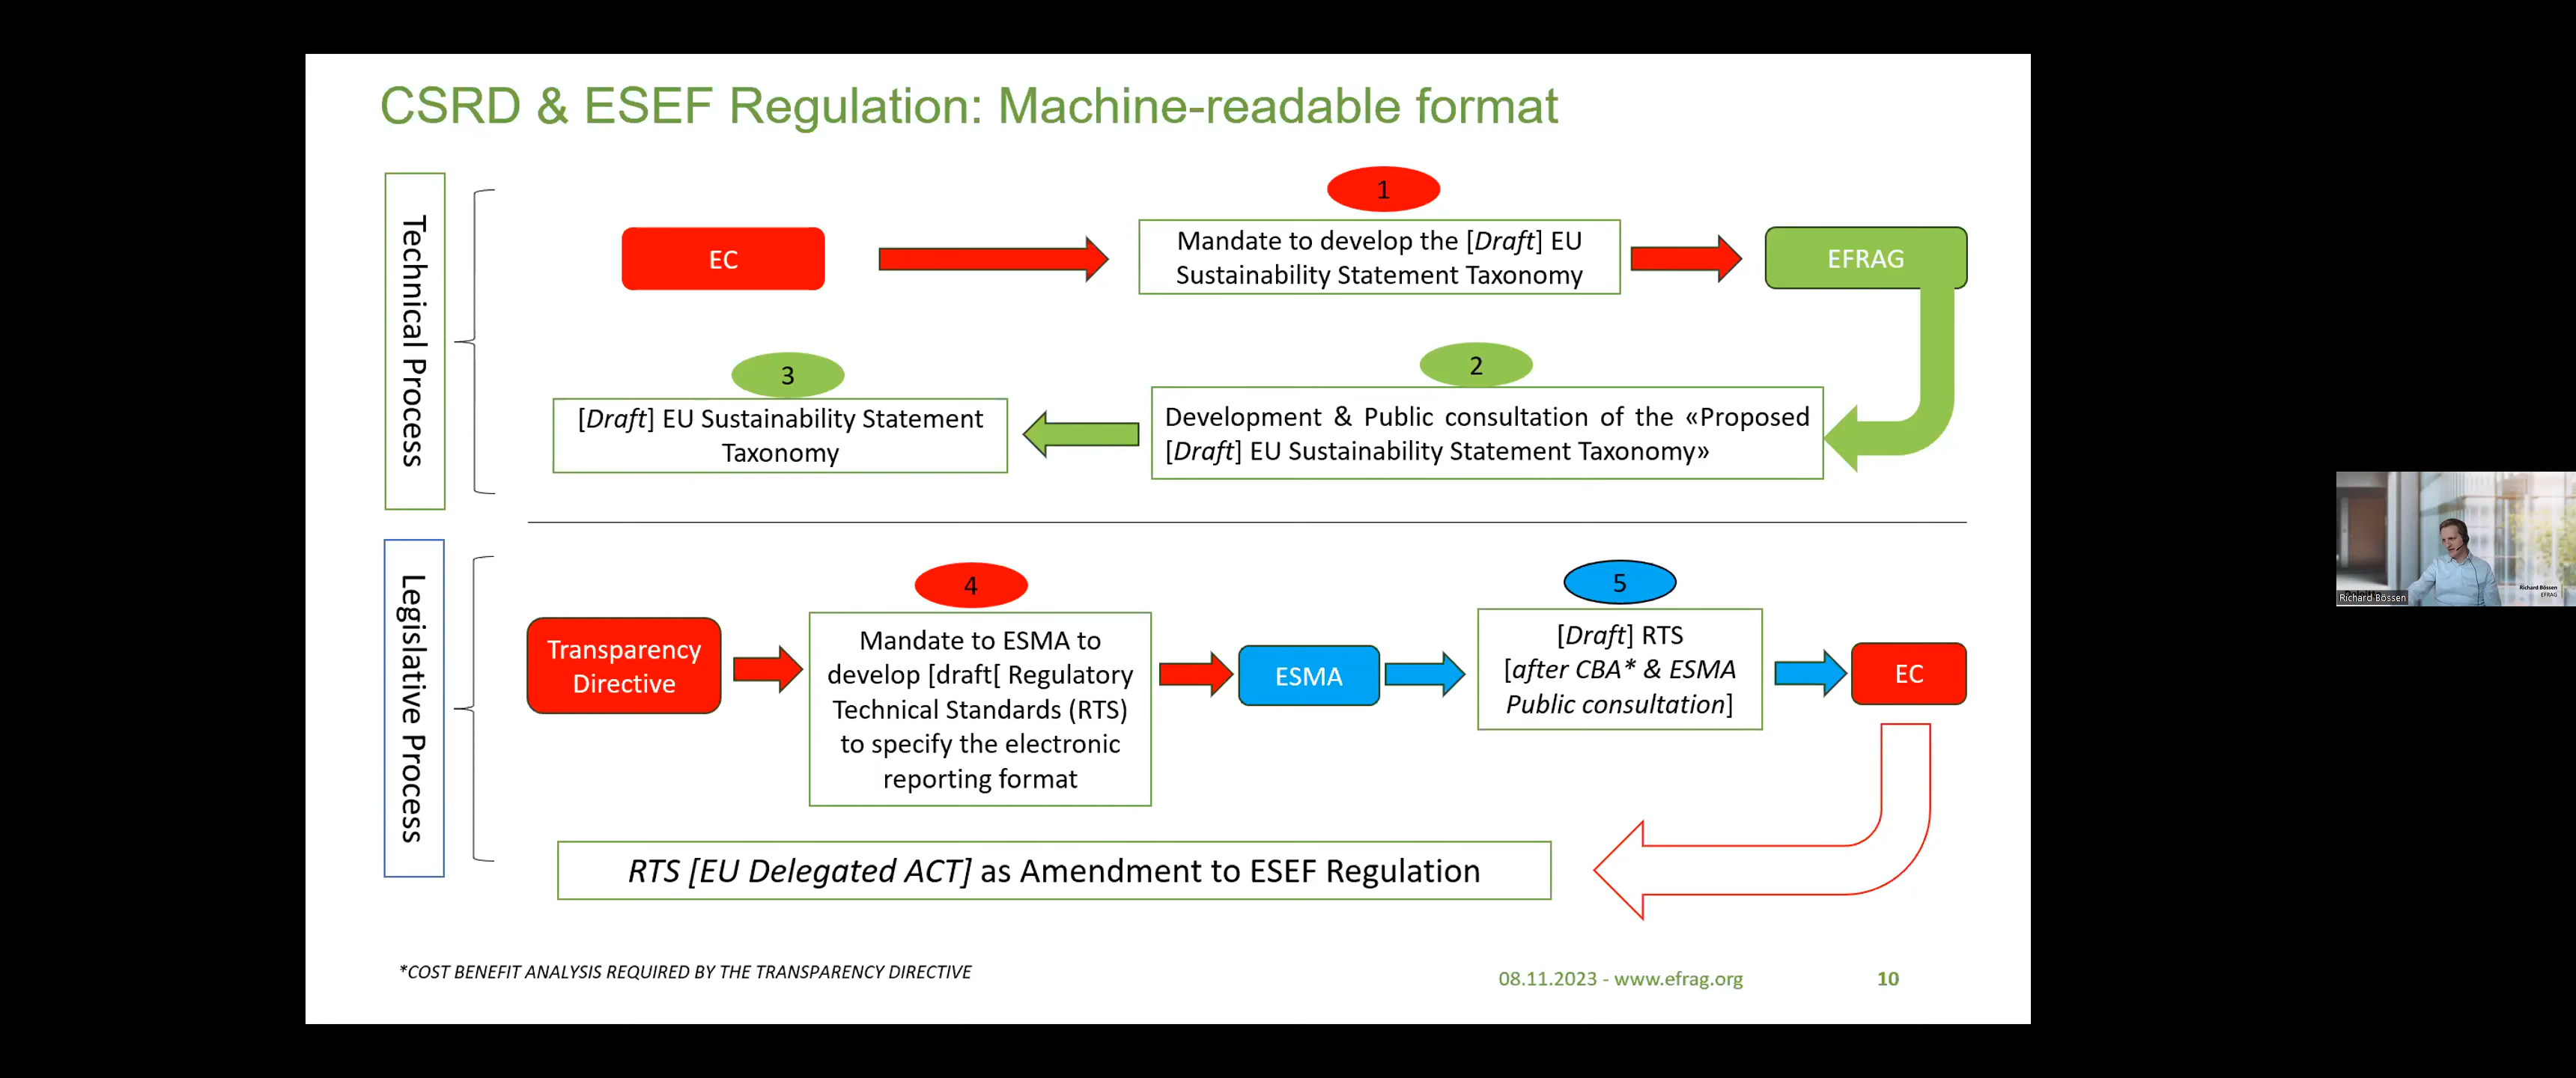 CSRD & ESEF Regulation: Machine-readable format
Technical Process
1
EC
Mandate to develop the [Draft] EU
Sustainability Statement Taxonomy
EFRAG
3
[Draft] EU Sustainability Statement
Taxonomy
2
Development & Public consultation of the «Proposed
[Draft] EU Sustainability Statement Taxonomy»
Legislative Process
Transparency
Directive
4
Mandate to ESMA to
develop [draft[ Regulatory
Technical Standards (RTS)
to specify the electronic
reporting format
ESMA
5
[Draft] RTS
[after CBA* & ESMA
Public consultation]
EC
RTS [EU Delegated ACT] as Amendment to ESEF Regulation
*COST BENEFIT ANALYSIS REQUIRED BY THE TRANSPARENCY DIRECTIVE
08.11.2023 - www.efrag.org
10
Richard Bössen
EFRAG
Richard Bössen